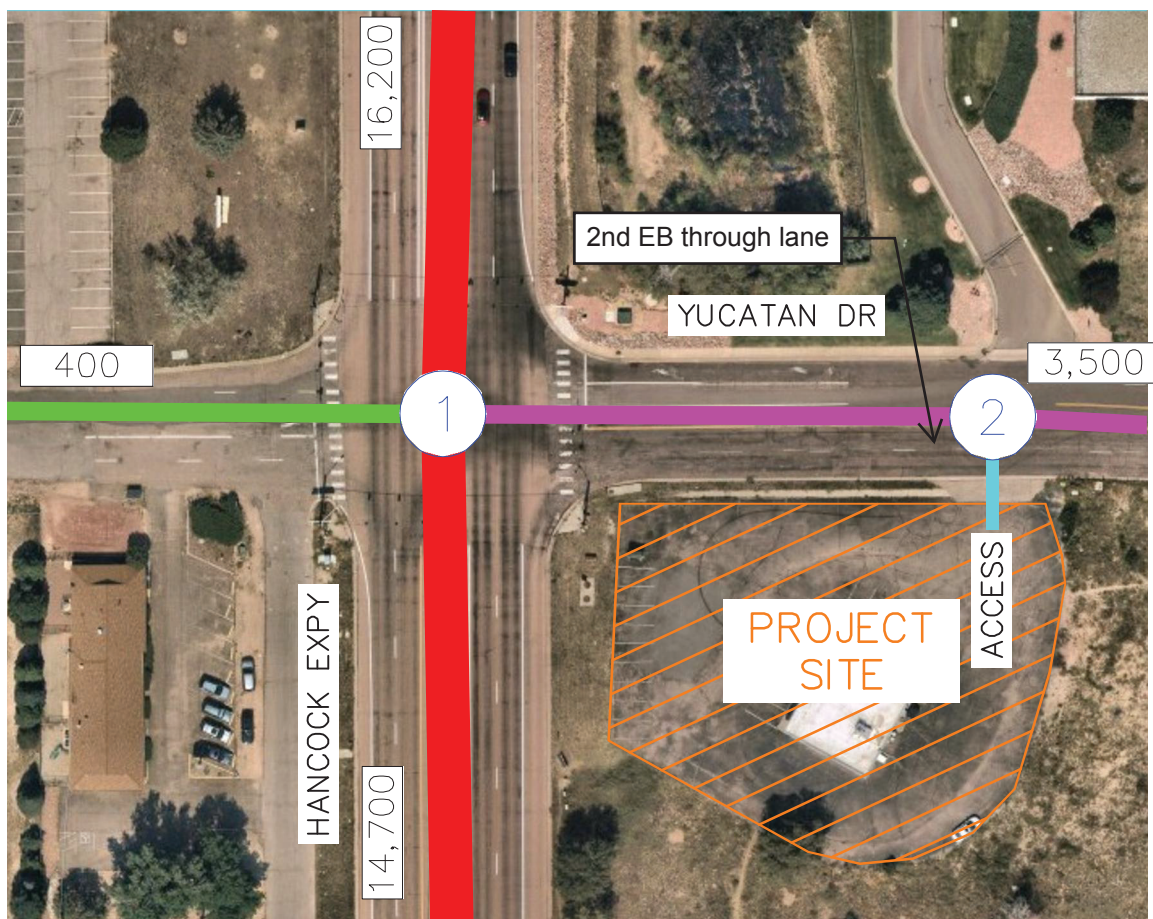 16,200
2nd EB through lane
YUCATAN DR
400
3,500
1
2
ACCESS
PROJECT
SITE
HANCOCK EXPY
14,700